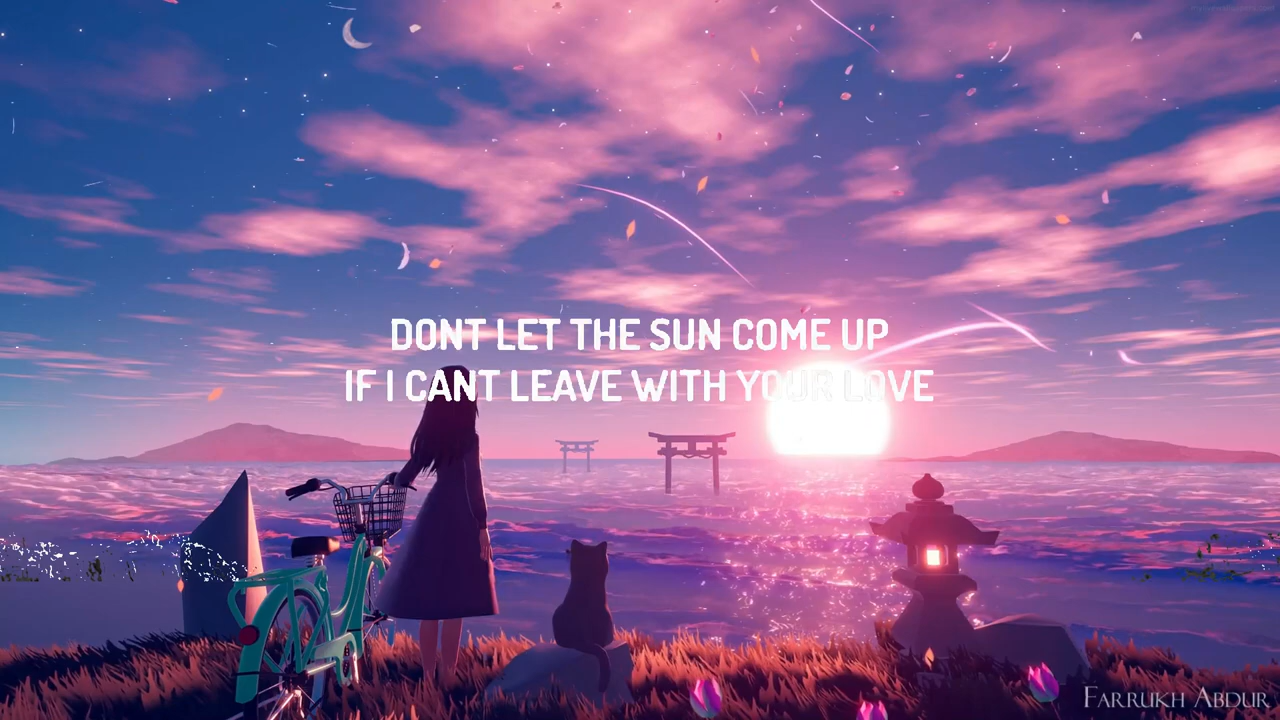 DONT LET THE SUN COME UP
IF I CANT LEAVE WITH YOUR LOVE
FARRUKH ABDUR